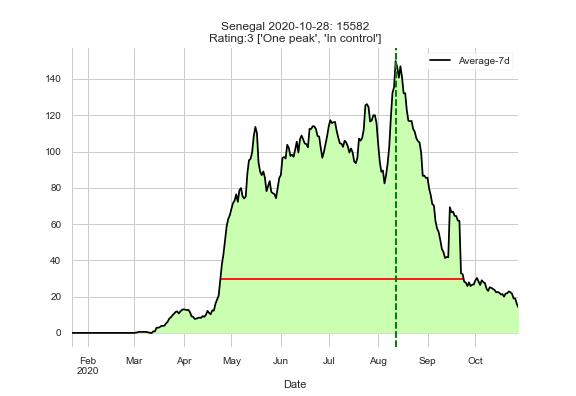 Senegal 2020-10-28: 15582
Rating:3 ['One peak', 'In control']
Average-7d
140
120
100
80
60
40
20
0
Feb Mar Apr May Jun Jul Aug Sep Oct
2020
Date